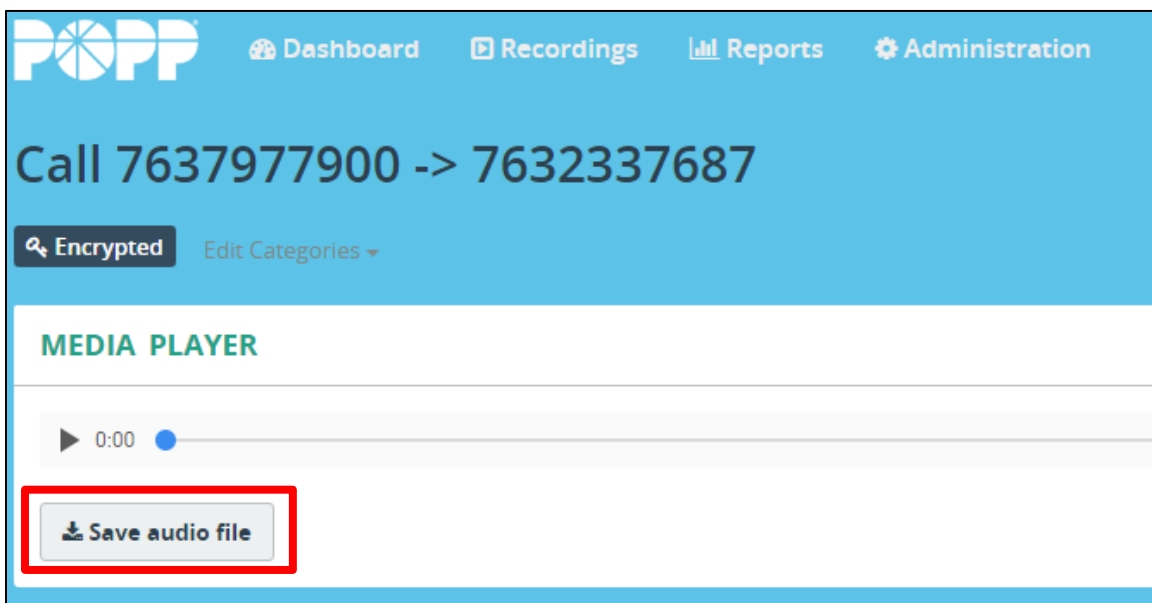 POPP Dashboard Recordings Reports Administration
Call 7637977900 -> 7632337687
Encrypted Edit Categories
MEDIA PLAYER
0:00
Save audio file